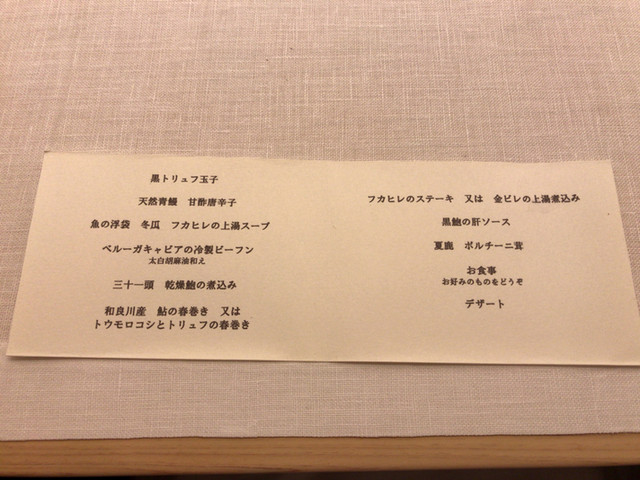 黒トリュフ玉子
天然青鰻 甘酢唐辛子
魚の浮袋 冬瓜 フカヒレの上湯スープ
ベルーガキャビアの冷製ビーフン
太白胡麻油和え
三十一頭 乾燥鮑の煮込み
和良川産 鮎の春巻き 又は
トウモロコシとトリュフの春巻き
フカヒレのステーキ 又は 金ビレの上湯煮込み
黒鮑の肝ソース
夏鹿 ポルチーニ茸
お食事
お好みのものをどうぞ
デザート